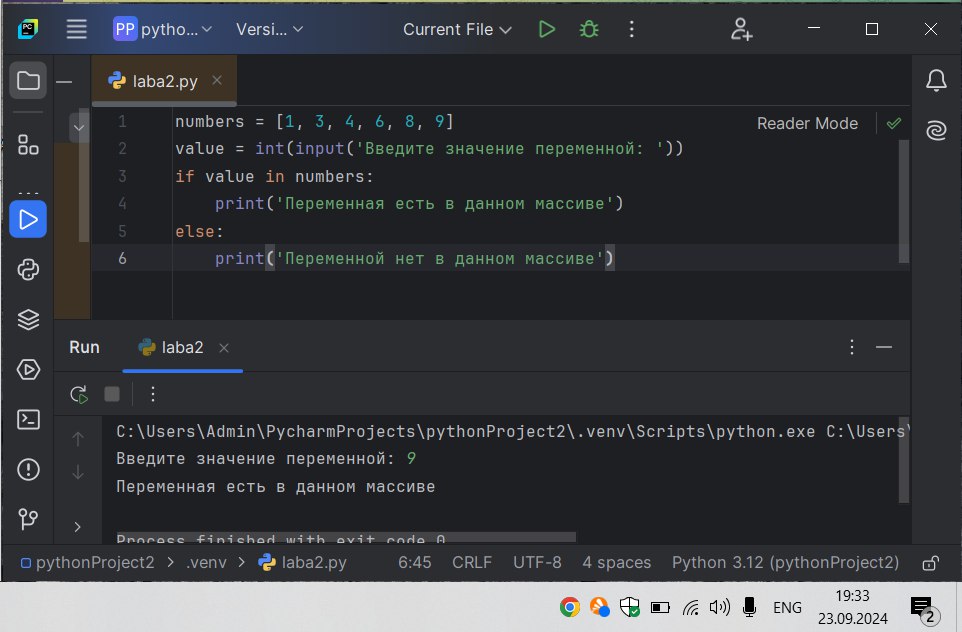 PP pytho... Versi... Current File
laba2.py
Reader Mode
1 numbers = [1, 3, 4, 6, 8, 9]
2 value = int(input('Введите значение переменной: '))
3 if value in numbers:
4 print('Переменная есть в данном массиве')
5 else:
6 print('Переменной нет в данном массиве')
Run laba2
C:\Users\Admin\PycharmProjects\pythonProject2\.venv\Scripts\python.exe C:\Users\
Введите значение переменной: 9
Переменная есть в данном массиве
Process finished with exit code 0
pythonProject2 > .venv > laba2.py 6:45 CRLF UTF-8 4 spaces Python 3.12 (pythonProject2)
ENG
19:33
23.09.2024
2